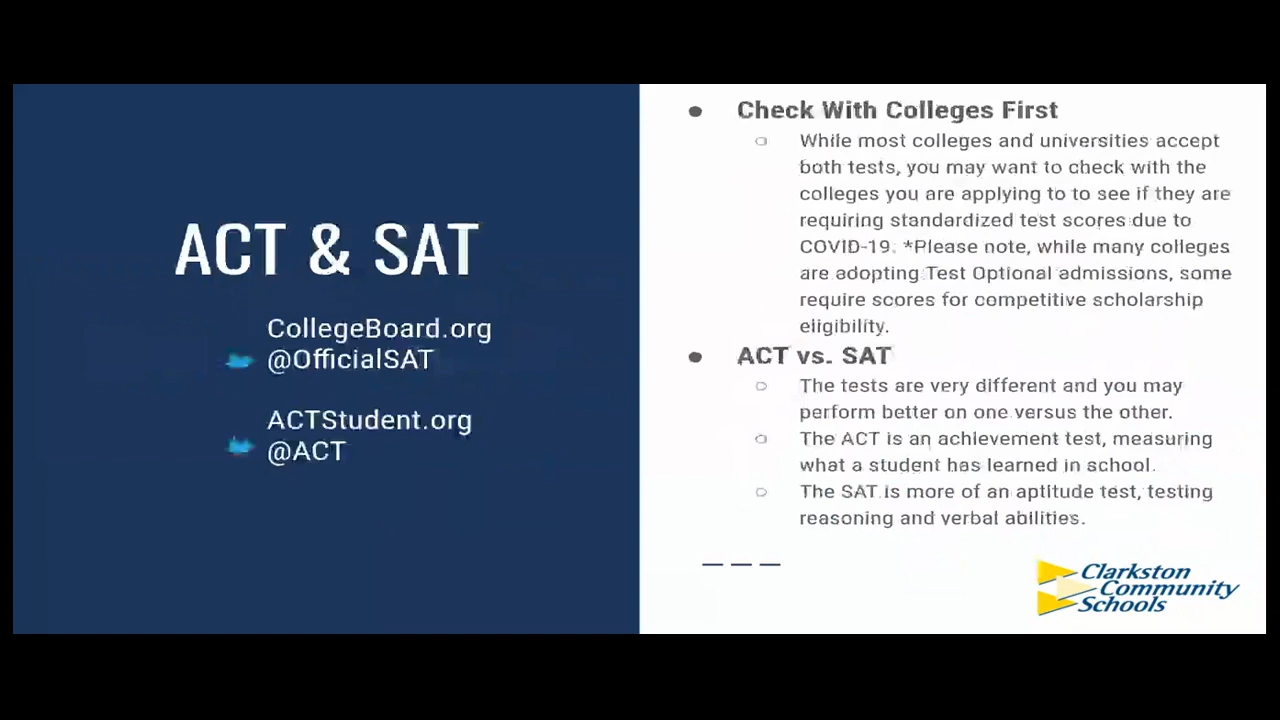 ACT & SAT
CollegeBoard.org
@OfficialSAT
ACTStudent.org
@ACT
Check With Colleges First
While most colleges and universities accept
both tests, you may want to check with the
colleges you are applying to to see if they are
requiring standardized test scores due to
COVID-19. *Please note, while many colleges
are adopting Test Optional admissions, some
require scores for competitive scholarship
eligibility.
ACT vs. SAT
The tests are very different and you may
perform better on one versus the other.
The ACT is an achievement test, measuring
what a student has learned in school.
The SAT is more of an aptitude test, testing
reasoning and verbal abilities.
Clarkston
Community
Schools